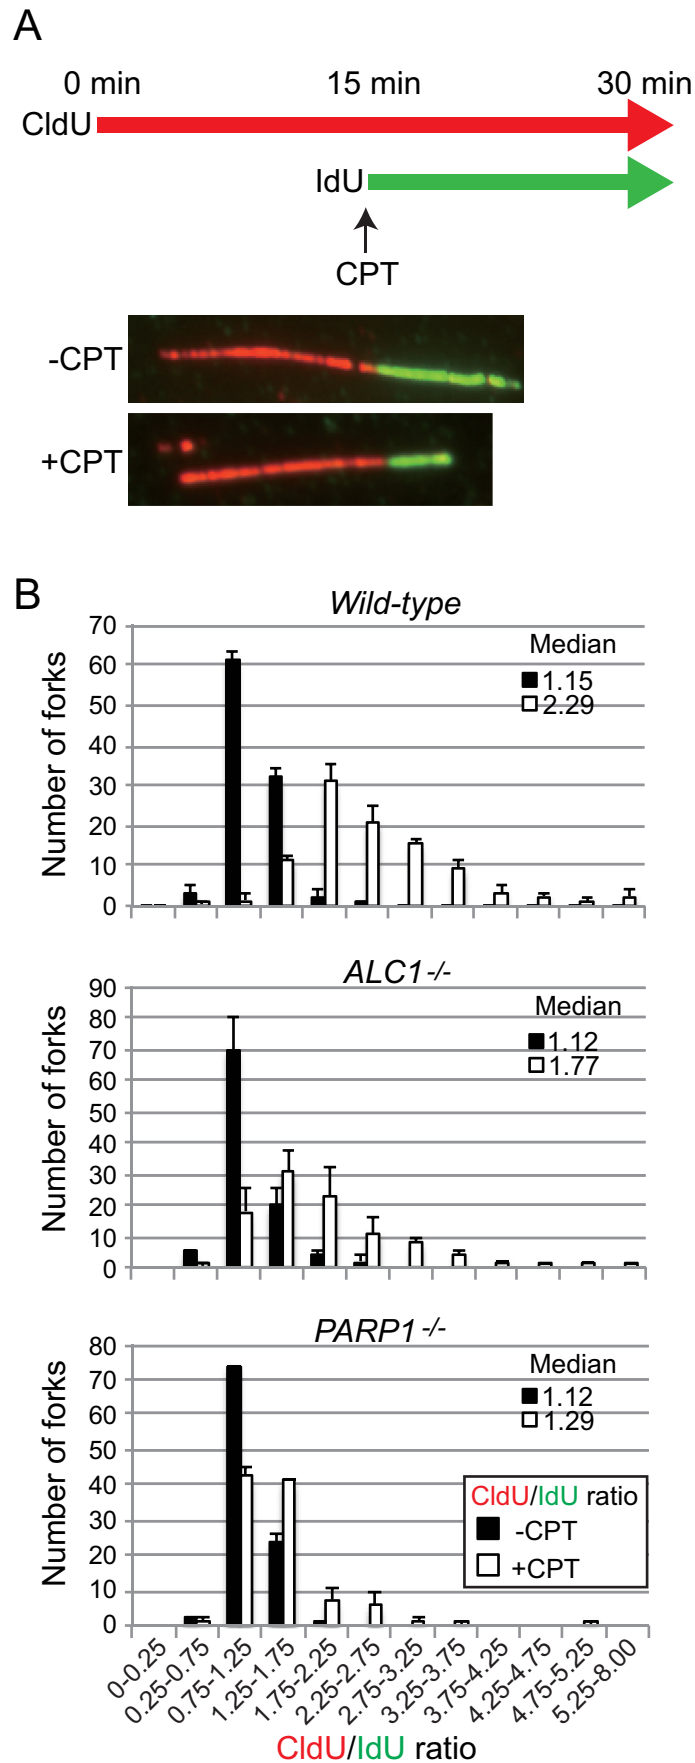 A
0 min 15 min 30 min
CldU
IdU
CPT
-CPT
+CPT
B
Wild-type
Number of forks
70
60
50
40
30
20
10
0
Median
1.15
2.29
ALC1-/-
Number of forks
90
80
70
60
50
40
30
20
10
0
Median
1.12
1.77
PARP1-/-
Number of forks
80
70
60
50
40
30
20
10
0
Median
1.12
1.29
CldU/IdU ratio
-CPT
+CPT
0-0.25
0.25-0.75
0.75-1.25
1.25-1.75
1.75-2.25
2.25-2.75
2.75-3.25
3.25-3.75
3.75-4.25
4.25-4.75
4.75-5.25
5.25-8.00
CldU/IdU ratio